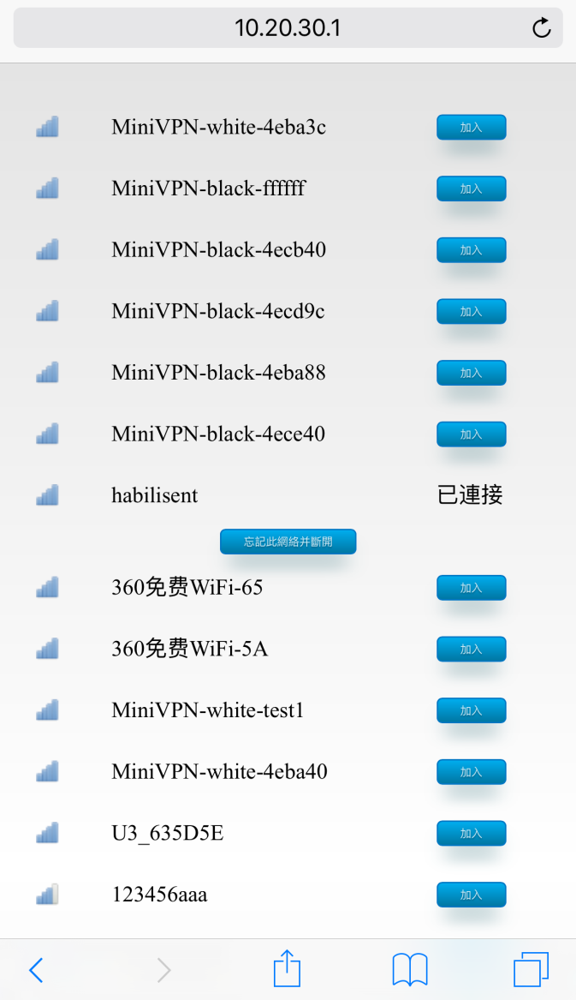 10.20.30.1
MiniVPN-white-4eba3c 加入
MiniVPN-black-ffffff 加入
MiniVPN-black-4ecb40 加入
MiniVPN-black-4ecd9c 加入
MiniVPN-black-4eba88 加入
MiniVPN-black-4ece40 加入
habilisent 已連接
忘記此網絡并斷開
360免费WiFi-65 加入
360免费WiFi-5A 加入
MiniVPN-white-test1 加入
MiniVPN-white-4eba40 加入
U3_635D5E 加入
123456aaa 加入